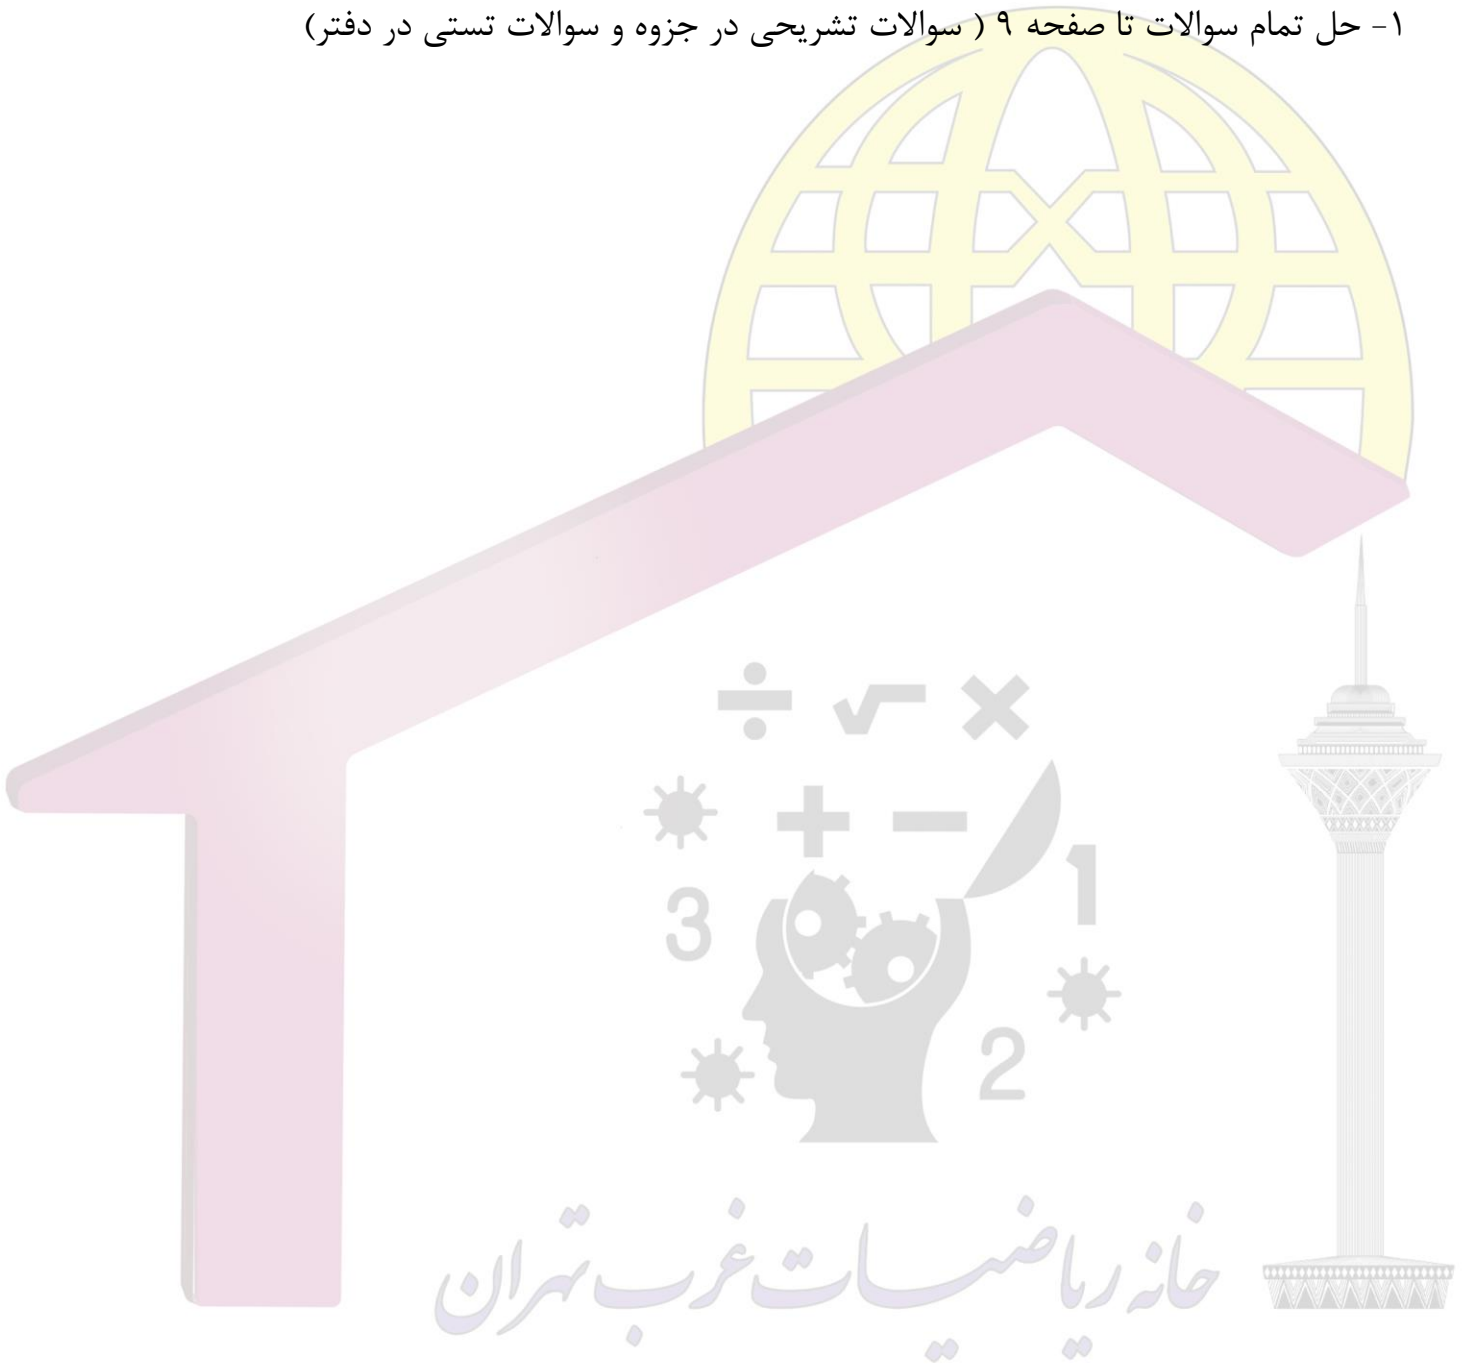 ۱- حل تمام سوالات تا صفحه ۹ ( سوالات تشریحی در جزوه و سوالات تستی در دفتر)
÷ √ ×
+ −
3 1
2
خانه ریاضیات غرب تهران